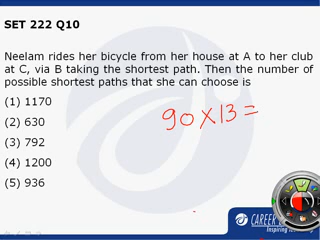 SET 222 Q10
Neelam rides her bicycle from her house at A to her club
at C, via B taking the shortest path. Then the number of
possible shortest paths that she can choose is
(1) 1170
(2) 630
(3) 792
(4) 1200
(5) 936
90 X 13 =
CAREER